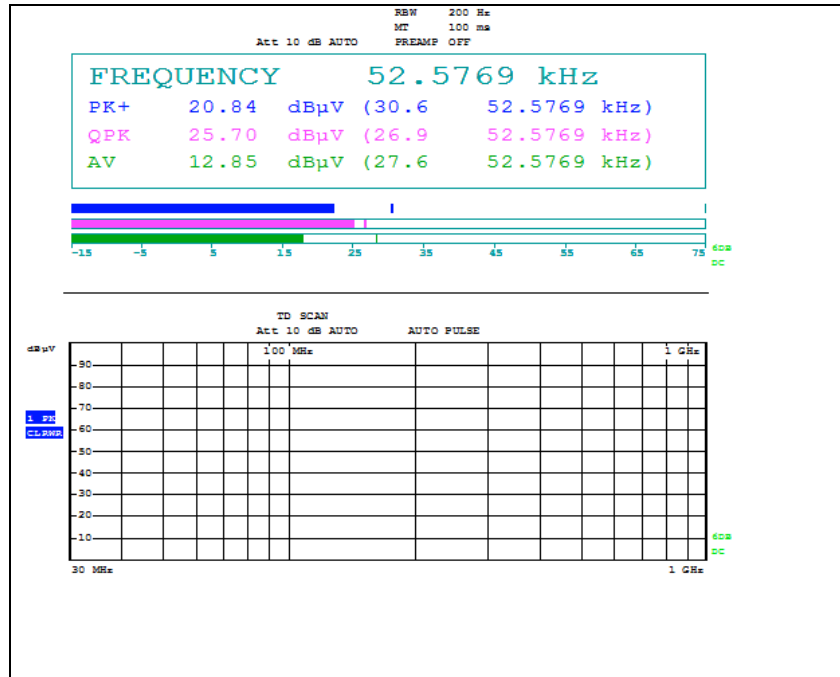 RBW 200 Hz
MT 100 ms
Att 10 dB AUTO PREAMP OFF
FREQUENCY 52.5769 kHz
PK+ 20.84 dBµV (30.6 52.5769 kHz)
QPK 25.70 dBµV (26.9 52.5769 kHz)
AV 12.85 dBµV (27.6 52.5769 kHz)
-15 -5 5 15 25 35 45 55 65 75
6DB
DC
TD SCAN
Att 10 dB AUTO AUTO PULSE
dBµV
100 MHz 1 GHz
90
80
70
1 PK
60
CLRWR
50
40
30
20
10
6DB
DC
30 MHz 1 GHz